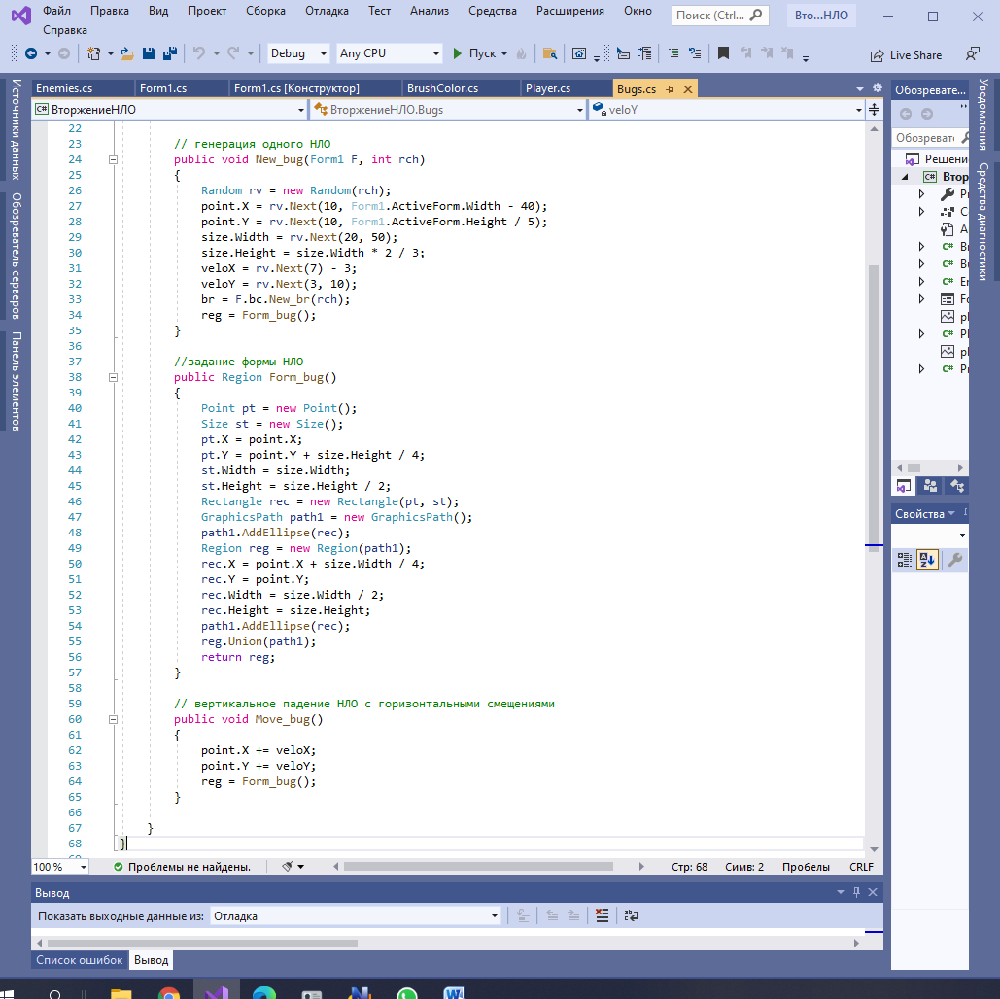 Файл Правка Вид Проект Сборка Отладка Тест Анализ Средства Расширения Окно Поиск (Ctrl... Вто...НЛО
Справка
Debug Any CPU Пуск Live Share
Источники данных
Обозреватель серверов
Панель элементов
Enemies.cs Form1.cs Form1.cs [Конструктор] BrushColor.cs Player.cs Bugs.cs
C# ВторжениеНЛО ВторжениеНЛО.Bugs veloY
22
23 // генерация одного НЛО
24 public void New_bug(Form1 F, int rch)
25 {
26 Random rv = new Random(rch);
27 point.X = rv.Next(10, Form1.ActiveForm.Width - 40);
28 point.Y = rv.Next(10, Form1.ActiveForm.Height / 5);
29 size.Width = rv.Next(20, 50);
30 size.Height = size.Width * 2 / 3;
31 veloX = rv.Next(7) - 3;
32 veloY = rv.Next(3, 10);
33 br = F.bc.New_br(rch);
34 reg = Form_bug();
35 }
36
37 //задание формы НЛО
38 public Region Form_bug()
39 {
40 Point pt = new Point();
41 Size st = new Size();
42 pt.X = point.X;
43 pt.Y = point.Y + size.Height / 4;
44 st.Width = size.Width;
45 st.Height = size.Height / 2;
46 Rectangle rec = new Rectangle(pt, st);
47 GraphicsPath path1 = new GraphicsPath();
48 path1.AddEllipse(rec);
49 Region reg = new Region(path1);
50 rec.X = point.X + size.Width / 4;
51 rec.Y = point.Y;
52 rec.Width = size.Width / 2;
53 rec.Height = size.Height;
54 path1.AddEllipse(rec);
55 reg.Union(path1);
56 return reg;
57 }
58
59 // вертикальное падение НЛО с горизонтальными смещениями
60 public void Move_bug()
61 {
62 point.X += veloX;
63 point.Y += veloY;
64 reg = Form_bug();
65 }
66
67 }
68 }
100 % Проблемы не найдены. Стр: 68 Симв: 2 Пробелы CRLF
Вывод
Показать выходные данные из: Отладка
Список ошибок Вывод
Обозревате...
Обозревати
Решени
C# Втор
C# Pl
Свойства
Уведомления
Средства диагностики